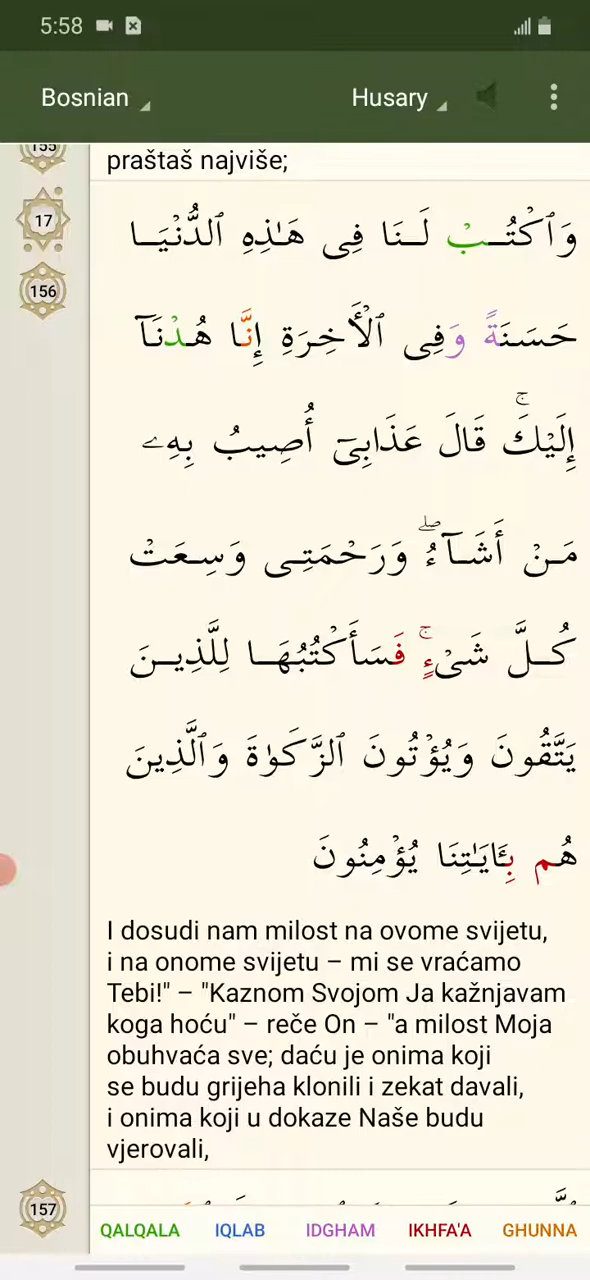 5:58
Bosnian
Husary
155
praštaš najviše;
17
156
وَٱكْتُبْ لَنَا فِى هَـٰذِهِ ٱلدُّنْيَا
حَسَنَةً وَفِى ٱلْأَخِرَةِ إِنَّا هُدْنَآ
إِلَيْكَ ۚ قَالَ عَذَابِىٓ أُصِيبُ بِهِۦ
مَنْ أَشَآءُ ۖ وَرَحْمَتِى وَسِعَتْ
كُلَّ شَىْءٍ ۚ فَسَأَكْتُبُهَا لِلَّذِينَ
يَتَّقُونَ وَيُؤْتُونَ ٱلزَّكَوٰةَ وَٱلَّذِينَ
هُم بِـَٔايَـٰتِنَا يُؤْمِنُونَ
I dosudi nam milost na ovome svijetu,
i na onome svijetu – mi se vraćamo
Tebi!" – "Kaznom Svojom Ja kažnjavam
koga hoću" – reče On – "a milost Moja
obuhvaća sve; daću je onima koji
se budu grijeha klonili i zekat davali,
i onima koji u dokaze Naše budu
vjerovali,
157
QALQALA IQLAB IDGHAM IKHFA'A GHUNNA